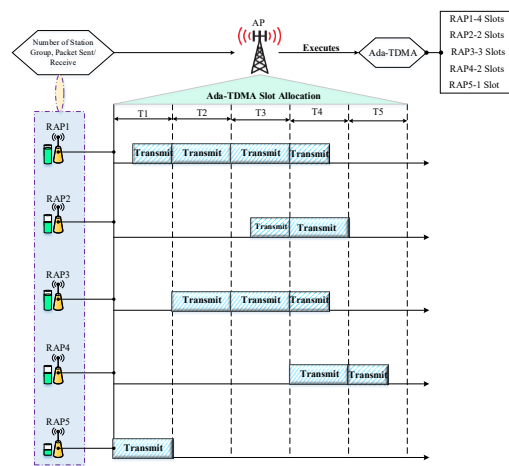 Number of Station
Group, Packet Sent/
Receive
AP
Executes
Ada-TDMA
RAP1-4 Slots
RAP2-2 Slots
RAP3-3 Slots
RAP4-2 Slots
RAP5-1 Slot
Ada-TDMA Slot Allocation
T1 T2 T3 T4 T5
RAP1
Transmit Transmit Transmit Transmit
RAP2
Transmit Transmit
RAP3
Transmit Transmit Transmit
RAP4
Transmit Transmit
RAP5
Transmit